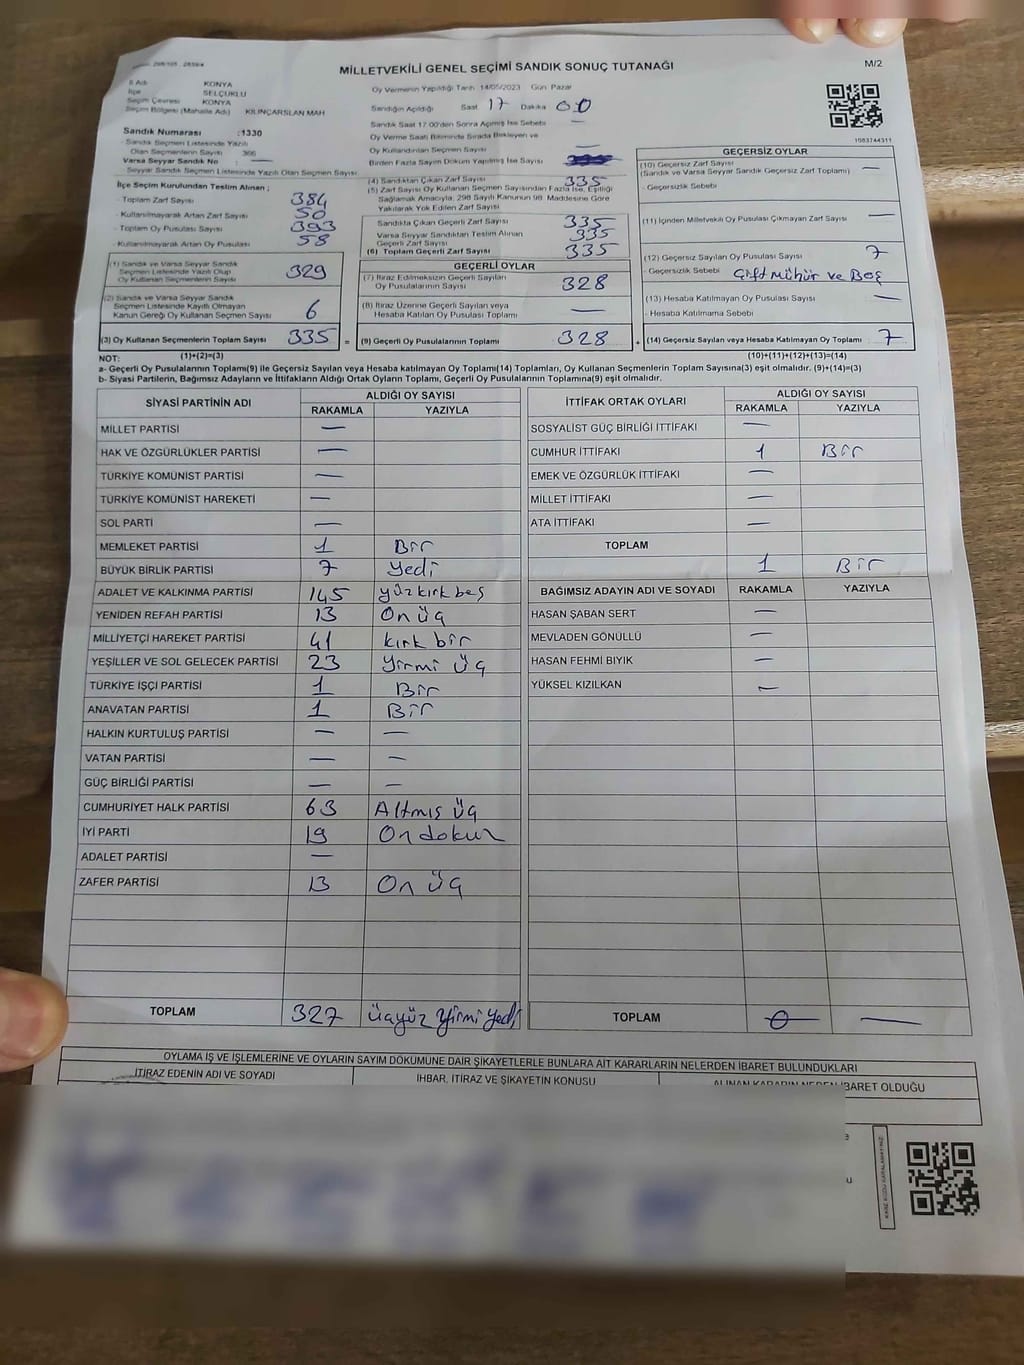 MİLLETVEKİLİ GENEL SEÇİMİ SANDIK SONUÇ TUTANAĞI
M/2
İl Adı KONYA
İlçe SELÇUKLU
Seçim Çevresi KONYA
Seçim Bölgesi (Mahalle Adı) KILINÇARSLAN MAH
Sandık Numarası :1330
- Sandık Seçmen Listesinde Yazılı
Olan Seçmenlerin Sayısı 366
Varsa Seyyar Sandık No : —
Seyyar Sandık Seçmen Listesinde Yazılı Olan Seçmen Sayısı
Oy Vermenin Yapıldığı Tarih 14/05/2023 Gün Pazar
Sandığın Açıldığı Saat 17 Dakika 00
Sandık Saat 17:00'den Sonra Açılmış İse Sebebi : —
Oy Verme Saati Bitiminde Sırada Bekleyen ve
Oy Kullandırılan Seçmen Sayısı —
Birden Fazla Sayım Döküm Yapılmış İse Sayısı
1083744311
İlçe Seçim Kurulundan Teslim Alınan ;
- Toplam Zarf Sayısı 384
- Kullanılmayarak Artan Zarf Sayısı 50
- Toplam Oy Pusulası Sayısı 393
- Kullanılmayarak Artan Oy Pusulası 58
(4) Sandıktan Çıkan Zarf Sayısı 335
(5) Zarf Sayısı Oy Kullanan Seçmen Sayısından Fazla İse, Eşitliği
Sağlamak Amacıyla, 298 Sayılı Kanunun 98. Maddesine Göre
Yakılarak Yok Edilen Zarf Sayısı
Sandıkta Çıkan Geçerli Zarf Sayısı 335
Varsa Seyyar Sandıktan Teslim Alınan
Geçerli Zarf Sayısı 335
(6) Toplam Geçerli Zarf Sayısı 335
GEÇERSİZ OYLAR
(10) Geçersiz Zarf Sayısı
(Sandık ve Varsa Seyyar Sandık Geçersiz Zarf Toplamı) —
- Geçersizlik Sebebi
(11) İçinden Milletvekili Oy Pusulası Çıkmayan Zarf Sayısı —
(12) Geçersiz Sayılan Oy Pusulası Sayısı 7
- Geçersizlik Sebebi Çift Mühür ve Boş
(13) Hesaba Katılmayan Oy Pusulası Sayısı —
- Hesaba Katılmama Sebebi
(14) Geçersiz Sayılan veya Hesaba Katılmayan Oy Toplamı 7
(1) Sandık ve Varsa Seyyar Sandık
Seçmen Listesinde Yazılı Olup
Oy Kullanan Seçmenlerin Sayısı 329
(2) Sandık ve Varsa Seyyar Sandık
Seçmen Listesinde Kayıtlı Olmayan
Kanun Gereği Oy Kullanan Seçmen Sayısı 6
(3) Oy Kullanan Seçmenlerin Toplam Sayısı 335 =
GEÇERLİ OYLAR
(7) İtiraz Edilmeksizin Geçerli Sayılan
Oy Pusulalarının Sayısı 328
(8) İtiraz Üzerine Geçerli Sayılan veya
Hesaba Katılan Oy Pusulası Toplamı —
(9) Geçerli Oy Pusulalarının Toplamı 328 +
NOT: (1)+(2)=(3) (10)+(11)+(12)+(13)=(14)
a- Geçerli Oy Pusulalarının Toplamı(9) ile Geçersiz Sayılan veya Hesaba katılmayan Oy Toplamı(14) Toplamları, Oy Kullanan Seçmenlerin Toplam Sayısına(3) eşit olmalıdır. (9)+(14)=(3)
b- Siyasi Partilerin, Bağımsız Adayların ve İttifakların Aldığı Ortak Oyların Toplamı, Geçerli Oy Pusulalarının Toplamına(9) eşit olmalıdır.
SİYASİ PARTİNİN ADI ALDIĞI OY SAYISI
RAKAMLA YAZIYLA
MİLLET PARTİSİ —
HAK VE ÖZGÜRLÜKLER PARTİSİ —
TÜRKİYE KOMÜNİST PARTİSİ —
TÜRKİYE KOMÜNİST HAREKETİ —
SOL PARTİ —
MEMLEKET PARTİSİ 1 Bir
BÜYÜK BİRLİK PARTİSİ 7 Yedi
ADALET VE KALKINMA PARTİSİ 145 yüzkırk beş
YENİDEN REFAH PARTİSİ 13 On üç
MİLLİYETÇİ HAREKET PARTİSİ 41 kırk bir
YEŞİLLER VE SOL GELECEK PARTİSİ 23 Yirmi üç
TÜRKİYE İŞÇİ PARTİSİ 1 Bir
ANAVATAN PARTİSİ 1 Bir
HALKIN KURTULUŞ PARTİSİ — —
VATAN PARTİSİ — —
GÜÇ BİRLİĞİ PARTİSİ — —
CUMHURİYET HALK PARTİSİ 63 Altmış üç
İYİ PARTİ 19 On dokuz
ADALET PARTİSİ —
ZAFER PARTİSİ 13 On üç
TOPLAM 327 üçyüz Yirmi Yedi
İTTİFAK ORTAK OYLARI ALDIĞI OY SAYISI
RAKAMLA YAZIYLA
SOSYALİST GÜÇ BİRLİĞİ İTTİFAKI —
CUMHUR İTTİFAKI 1 Bir
EMEK VE ÖZGÜRLÜK İTTİFAKI —
MİLLET İTTİFAKI —
ATA İTTİFAKI —
TOPLAM 1 Bir
BAĞIMSIZ ADAYIN ADI VE SOYADI RAKAMLA YAZIYLA
HASAN ŞABAN SERT —
MEVLADEN GÖNÜLLÜ —
HASAN FEHMİ BIYIK —
YÜKSEL KIZILKAN —
TOPLAM 0 —
OYLAMA İŞ VE İŞLEMLERİNE VE OYLARIN SAYIM DÖKÜMÜNE DAİR ŞİKAYETLERLE BUNLARA AİT KARARLARIN NELERDEN İBARET BULUNDUKLARI
İTİRAZ EDENİN ADI VE SOYADI İHBAR, İTİRAZ VE ŞİKAYETİN KONUSU ALINAN KARARIN NEDEN İBARET OLDUĞU